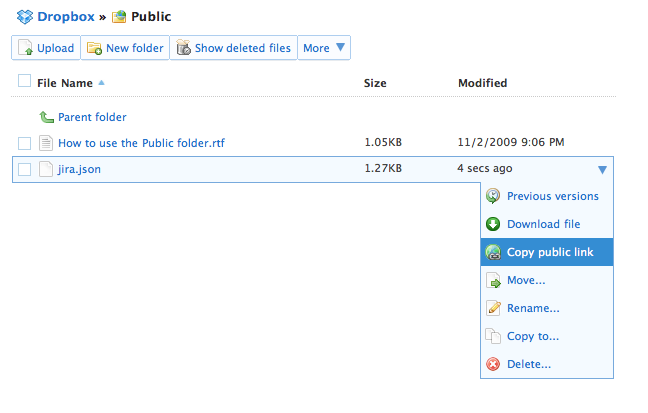 Dropbox » Public
Upload New folder Show deleted files More
File Name Size Modified
Parent folder
How to use the Public folder.rtf 1.05KB 11/2/2009 9:06 PM
jira.json 1.27KB 4 secs ago
Previous versions
Download file
Copy public link
Move...
Rename...
Copy to...
Delete...